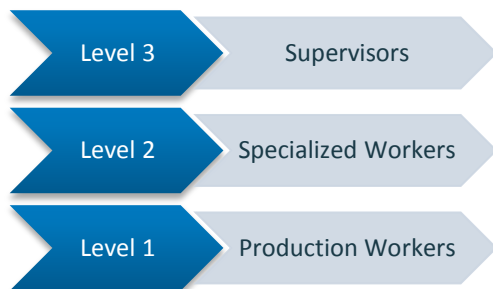 Level 3 Supervisors
Level 2 Specialized Workers
Level 1 Production Workers